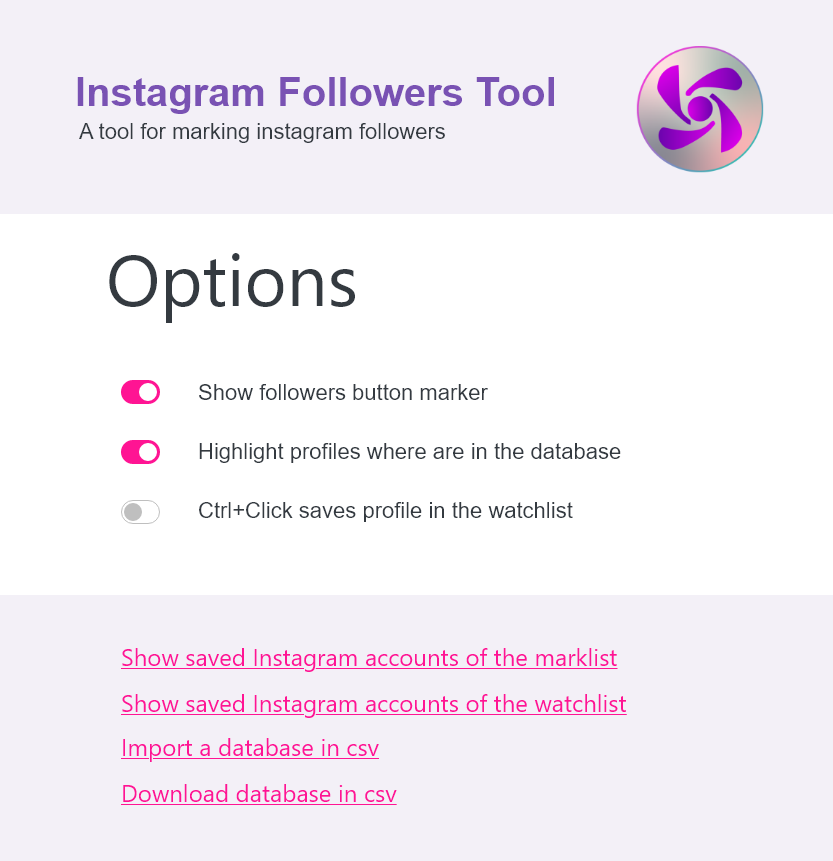 Instagram Followers Tool
A tool for marking instagram followers
Options
Show followers button marker
Highlight profiles where are in the database
Ctrl+Click saves profile in the watchlist
Show saved Instagram accounts of the marklist
Show saved Instagram accounts of the watchlist
Import a database in csv
Download database in csv